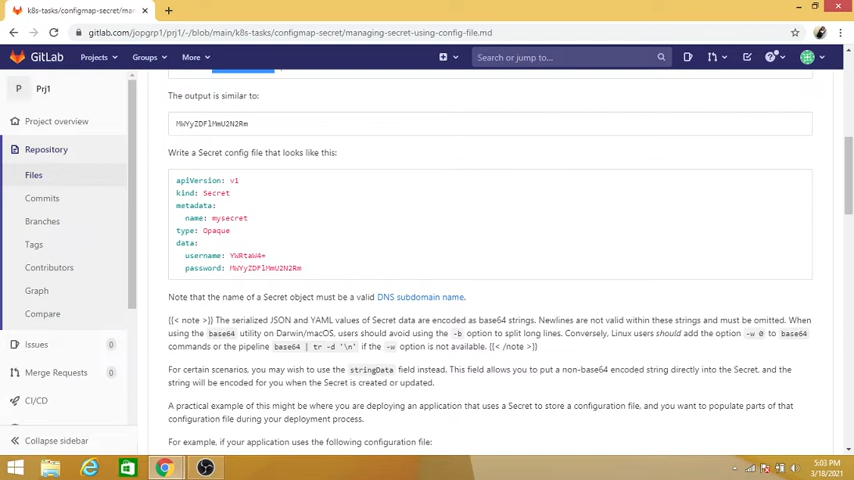 k8s-tasks/configmap-secret/mana
gitlab.com/jopgrp1/prj1/-/blob/main/k8s-tasks/configmap-secret/managing-secret-using-config-file.md
GitLab
Projects
Groups
More
Search or jump to...
P
Prj1
Project overview
Repository
Files
Commits
Branches
Tags
Contributors
Graph
Compare
Issues
0
Merge Requests
0
CI/CD
Collapse sidebar
The output is similar to:
MWYyZDFlMmU2N2Rm
Write a Secret config file that looks like this:
apiVersion: v1
kind: Secret
metadata:
name: mysecret
type: Opaque
data:
username: YWRtaW4=
password: MWYyZDFlMmU2N2Rm
Note that the name of a Secret object must be a valid DNS subdomain name.
{{< note >}} The serialized JSON and YAML values of Secret data are encoded as base64 strings. Newlines are not valid within these strings and must be omitted. When
using the base64 utility on Darwin/macOS, users should avoid using the -b option to split long lines. Conversely, Linux users should add the option -w 0 to base64
commands or the pipeline base64 | tr -d '\n' if the -w option is not available. {{< /note >}}
For certain scenarios, you may wish to use the stringData field instead. This field allows you to put a non-base64 encoded string directly into the Secret, and the
string will be encoded for you when the Secret is created or updated.
A practical example of this might be where you are deploying an application that uses a Secret to store a configuration file, and you want to populate parts of that
configuration file during your deployment process.
For example, if your application uses the following configuration file:
5:03 PM
3/18/2021